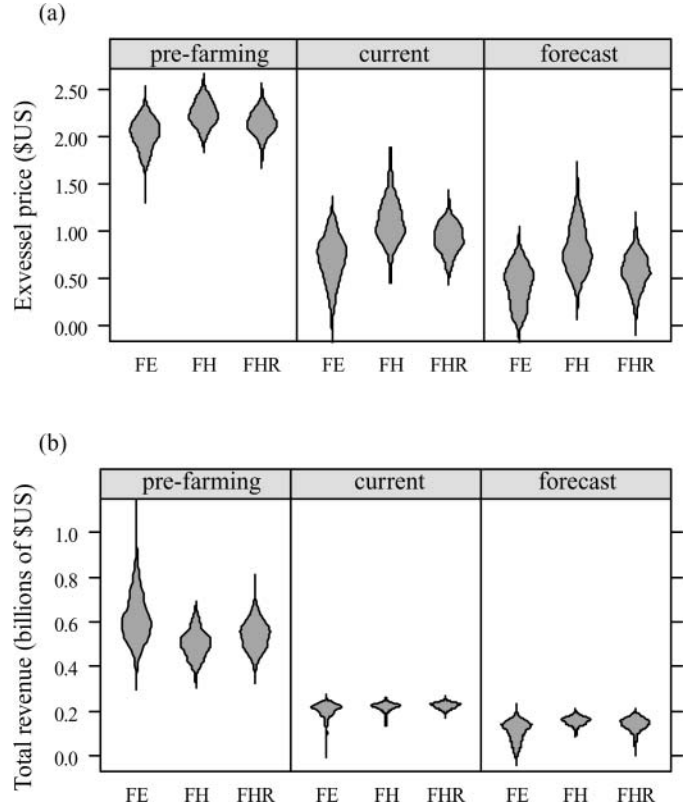 (a)
pre-farming current forecast
Exvessel price ($US)
2.50
2.00
1.50
1.00
0.50
0.00
FE FH FHR FE FH FHR FE FH FHR
(b)
pre-farming current forecast
Total revenue (billions of $US)
1.0
0.8
0.6
0.4
0.2
0.0
FE FH FHR FE FH FHR FE FH FHR